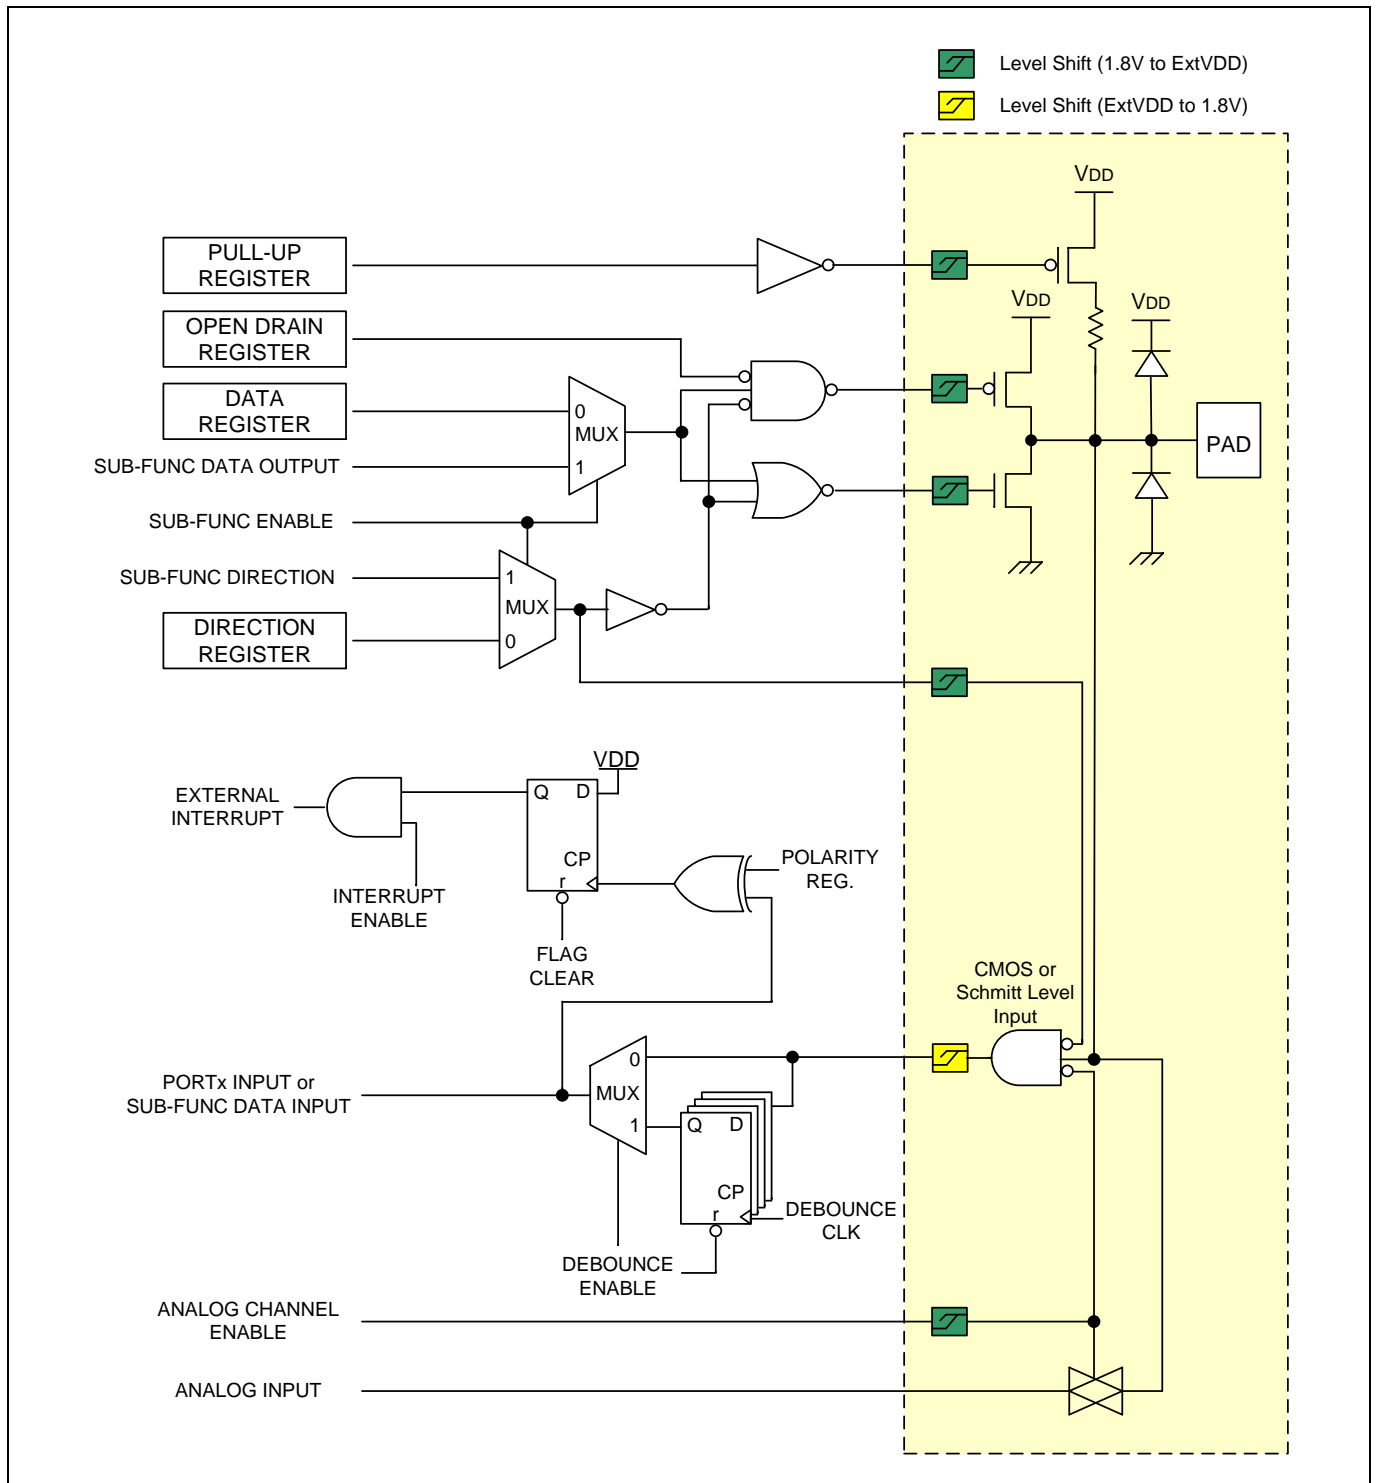 Level Shift (1.8V to ExtVDD)
Level Shift (ExtVDD to 1.8V)
VDD
PULL-UP
REGISTER
VDD
VDD
OPEN DRAIN
REGISTER
DATA
REGISTER
0
MUX
1
PAD
SUB-FUNC DATA OUTPUT
SUB-FUNC ENABLE
SUB-FUNC DIRECTION
1
MUX
0
DIRECTION
REGISTER
VDD
EXTERNAL
INTERRUPT
Q D
CP
r
POLARITY
REG.
INTERRUPT
ENABLE
FLAG
CLEAR
CMOS or
Schmitt Level
Input
PORTx INPUT or
SUB-FUNC DATA INPUT
0
MUX
1
Q D
CP
r
DEBOUNCE
CLK
DEBOUNCE
ENABLE
ANALOG CHANNEL
ENABLE
ANALOG INPUT